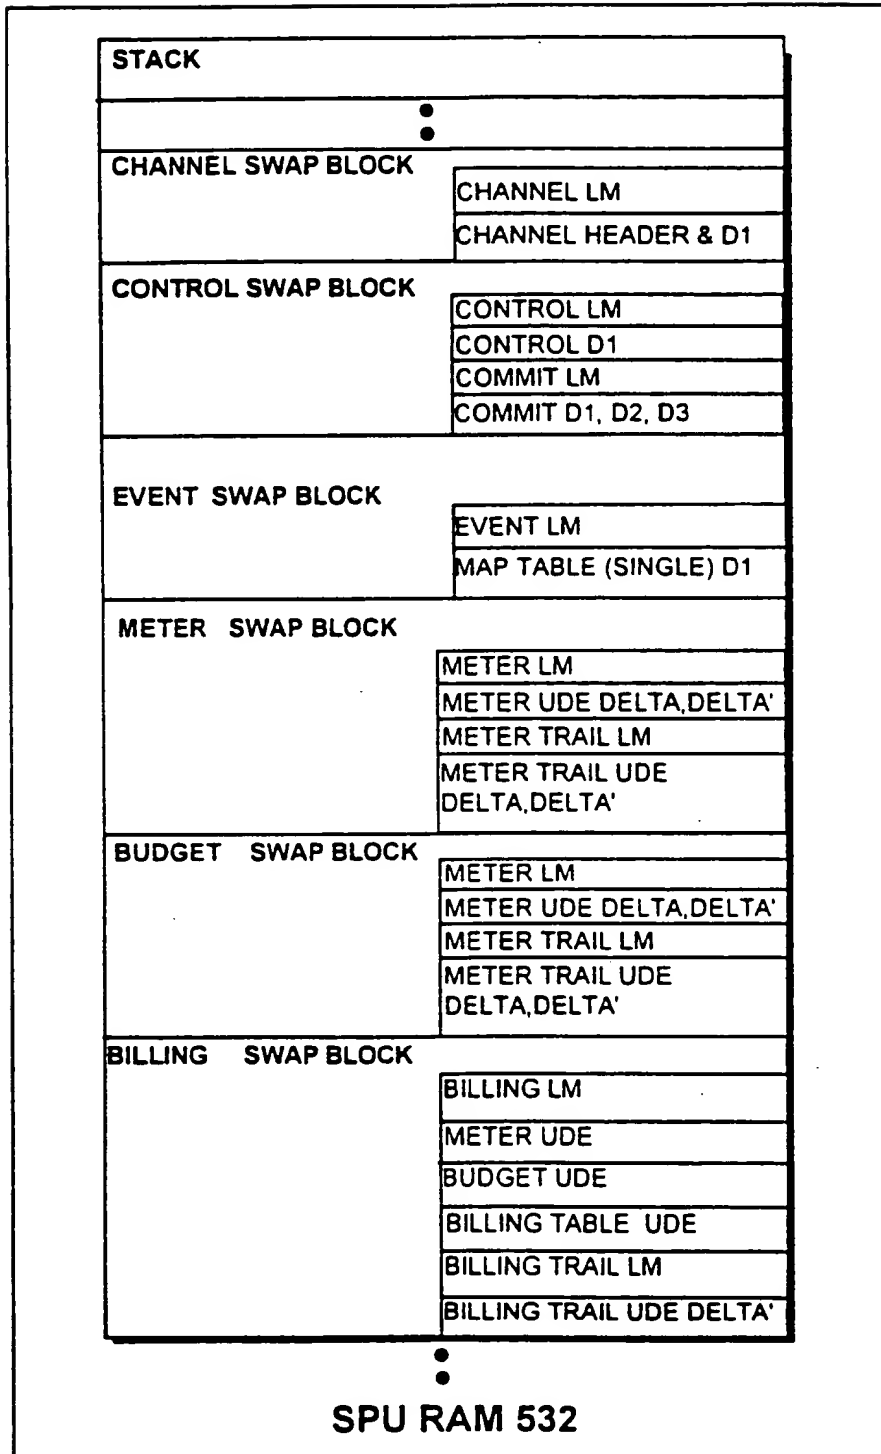 STACK
CHANNEL SWAP BLOCK
CHANNEL LM
CHANNEL HEADER & D1
CONTROL SWAP BLOCK
CONTROL LM
CONTROL D1
COMMIT LM
COMMIT D1, D2, D3
EVENT SWAP BLOCK
EVENT LM
MAP TABLE (SINGLE) D1
METER SWAP BLOCK
METER LM
METER UDE DELTA,DELTA'
METER TRAIL LM
METER TRAIL UDE
DELTA,DELTA'
BUDGET SWAP BLOCK
METER LM
METER UDE DELTA,DELTA'
METER TRAIL LM
METER TRAIL UDE
DELTA,DELTA'
BILLING SWAP BLOCK
BILLING LM
METER UDE
BUDGET UDE
BILLING TABLE UDE
BILLING TRAIL LM
BILLING TRAIL UDE DELTA'
SPU RAM 532